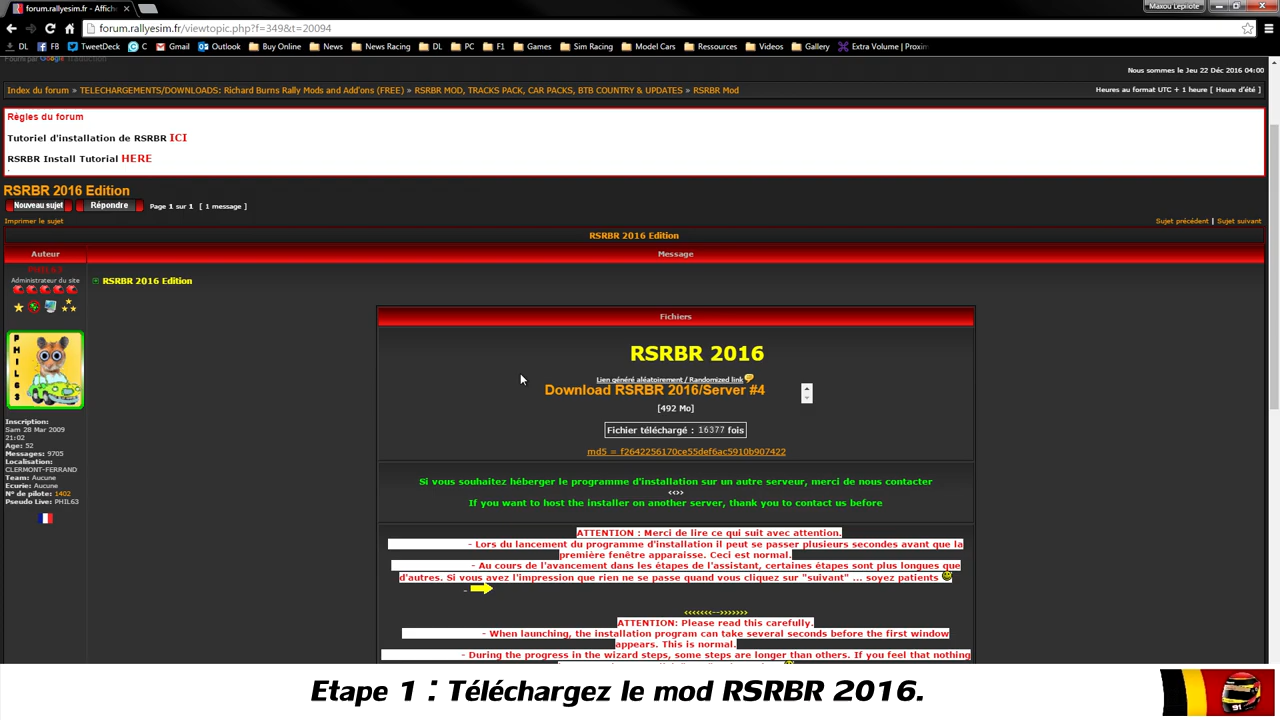 forum.rallyesim.fr - Affiche
Maxou Lepilote
forum.rallyesim.fr/viewtopic.php?f=349&t=20094
DL FB TweetDeck C Gmail Outlook Buy Online News News Racing DL PC F1 Games Sim Racing Model Cars Ressources Videos Gallery Extra Volume | Proxim
Fourni par Google Traduction
Nous sommes le Jeu 22 Déc 2016 04:00
Index du forum » TELECHARGEMENTS/DOWNLOADS: Richard Burns Rally Mods and Add'ons (FREE) » RSRBR MOD, TRACKS PACK, CAR PACKS, BTB COUNTRY & UPDATES » RSRBR Mod
Heures au format UTC + 1 heure [ Heure d'été ]
Règles du forum
Tutoriel d'installation de RSRBR ICI
RSRBR Install Tutorial HERE
.
RSRBR 2016 Edition
Nouveau sujet Répondre Page 1 sur 1 [ 1 message ]
Imprimer le sujet
Sujet précédent | Sujet suivant
RSRBR 2016 Edition
Auteur Message
PHIL63
Administrateur du site
RSRBR 2016 Edition
PHIL63
Inscription:
Sam 28 Mar 2009
21:02
Age: 52
Messages: 9705
Localisation:
CLERMONT-FERRAND
Team: Aucune
Ecurie: Aucune
N° de pilote: 1402
Pseudo Live: PHIL63
Fichiers
RSRBR 2016
Lien généré aléatoirement / Randomized link
Download RSRBR 2016/Server #4
[492 Mo]
Fichier téléchargé : 16377 fois
md5 = f2642256170ce55def6ac5910b907422
Si vous souhaitez héberger le programme d'installation sur un autre serveur, merci de nous contacter
<<>>
If you want to host the installer on another server, thank you to contact us before
ATTENTION : Merci de lire ce qui suit avec attention.
- Lors du lancement du programme d'installation il peut se passer plusieurs secondes avant que la
première fenêtre apparaisse. Ceci est normal.
- Au cours de l'avancement dans les étapes de l'assistant, certaines étapes sont plus longues que
d'autres. Si vous avez l'impression que rien ne se passe quand vous cliquez sur "suivant" ... soyez patients
-
<<<<<<<-->>>>>>>
ATTENTION: Please read this carefully.
- When launching, the installation program can take several seconds before the first window
appears. This is normal.
- During the progress in the wizard steps, some steps are longer than others. If you feel that nothing
Etape 1 : Téléchargez le mod RSRBR 2016.
91